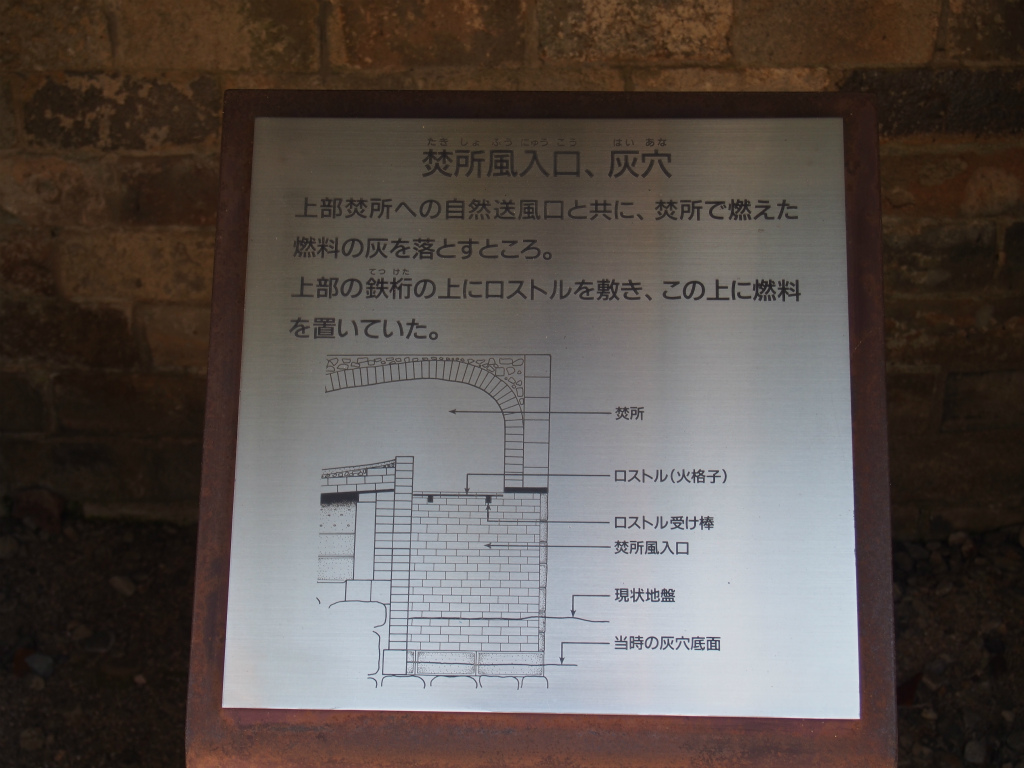 たき しょ ふう にゅう こう はい あな
焚所風入口、灰穴
上部焚所への自然送風口と共に、焚所で燃えた
燃料の灰を落とすところ。
てつ けた
上部の鉄桁の上にロストルを敷き、この上に燃料
を置いていた。
焚所
ロストル(火格子)
ロストル受け棒
焚所風入口
現状地盤
当時の灰穴底面